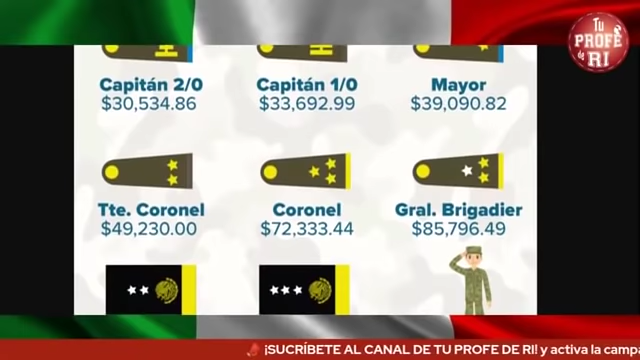 Tu
PROFE
de RI
Capitán 2/0
$30,534.86
Capitán 1/0
$33,692.99
Mayor
$39,090.82
Tte. Coronel
$49,230.00
Coronel
$72,333.44
Gral. Brigadier
$85,796.49
¡SUCRÍBETE AL CANAL DE TU PROFE DE RI! y activa la campa